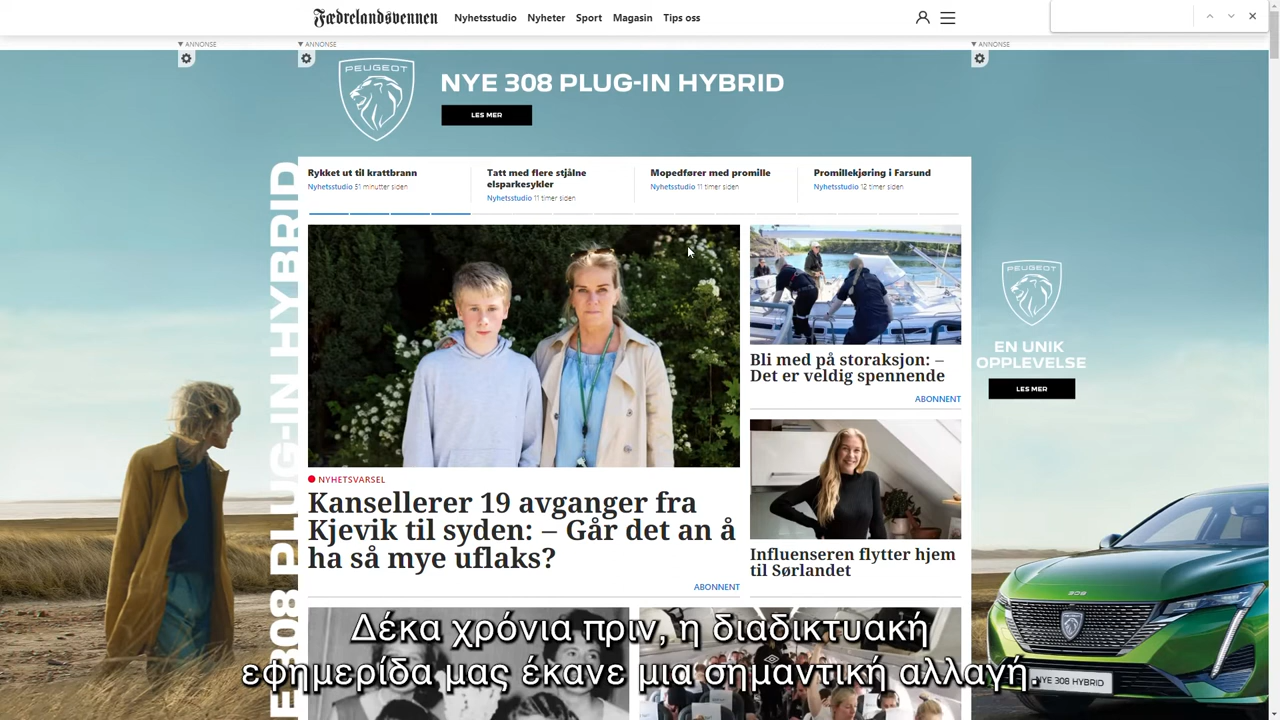 Fædrelandsvennen
Nyhetsstudio Nyheter Sport Magasin Tips oss
▼ ANNONSE
▼ ANNONSE
▼ ANNONSE
PEUGEOT
NYE 308 PLUG-IN HYBRID
LES MER
Rykket ut til krattbrann
Nyhetsstudio 51 minutter siden
Tatt med flere stjålne
elsparkesykler
Nyhetsstudio 11 timer siden
Mopedfører med promille
Nyhetsstudio 11 timer siden
Promillekjøring i Farsund
Nyhetsstudio 12 timer siden
E 308 PLUG-IN HYBRID
NYHETSVARSEL
Kansellerer 19 avganger fra
Kjevik til syden: – Går det an å
ha så mye uflaks?
ABONNENT
Bli med på storaksjon: –
Det er veldig spennende
ABONNENT
Influenseren flytter hjem
til Sørlandet
PEUGEOT
EN UNIK
OPPLEVELSE
LES MER
308
NYE 308 HYBRID
Δέκα χρόνια πριν, η διαδικτυακή
εφημερίδα μας έκανε μια σημαντική αλλαγή